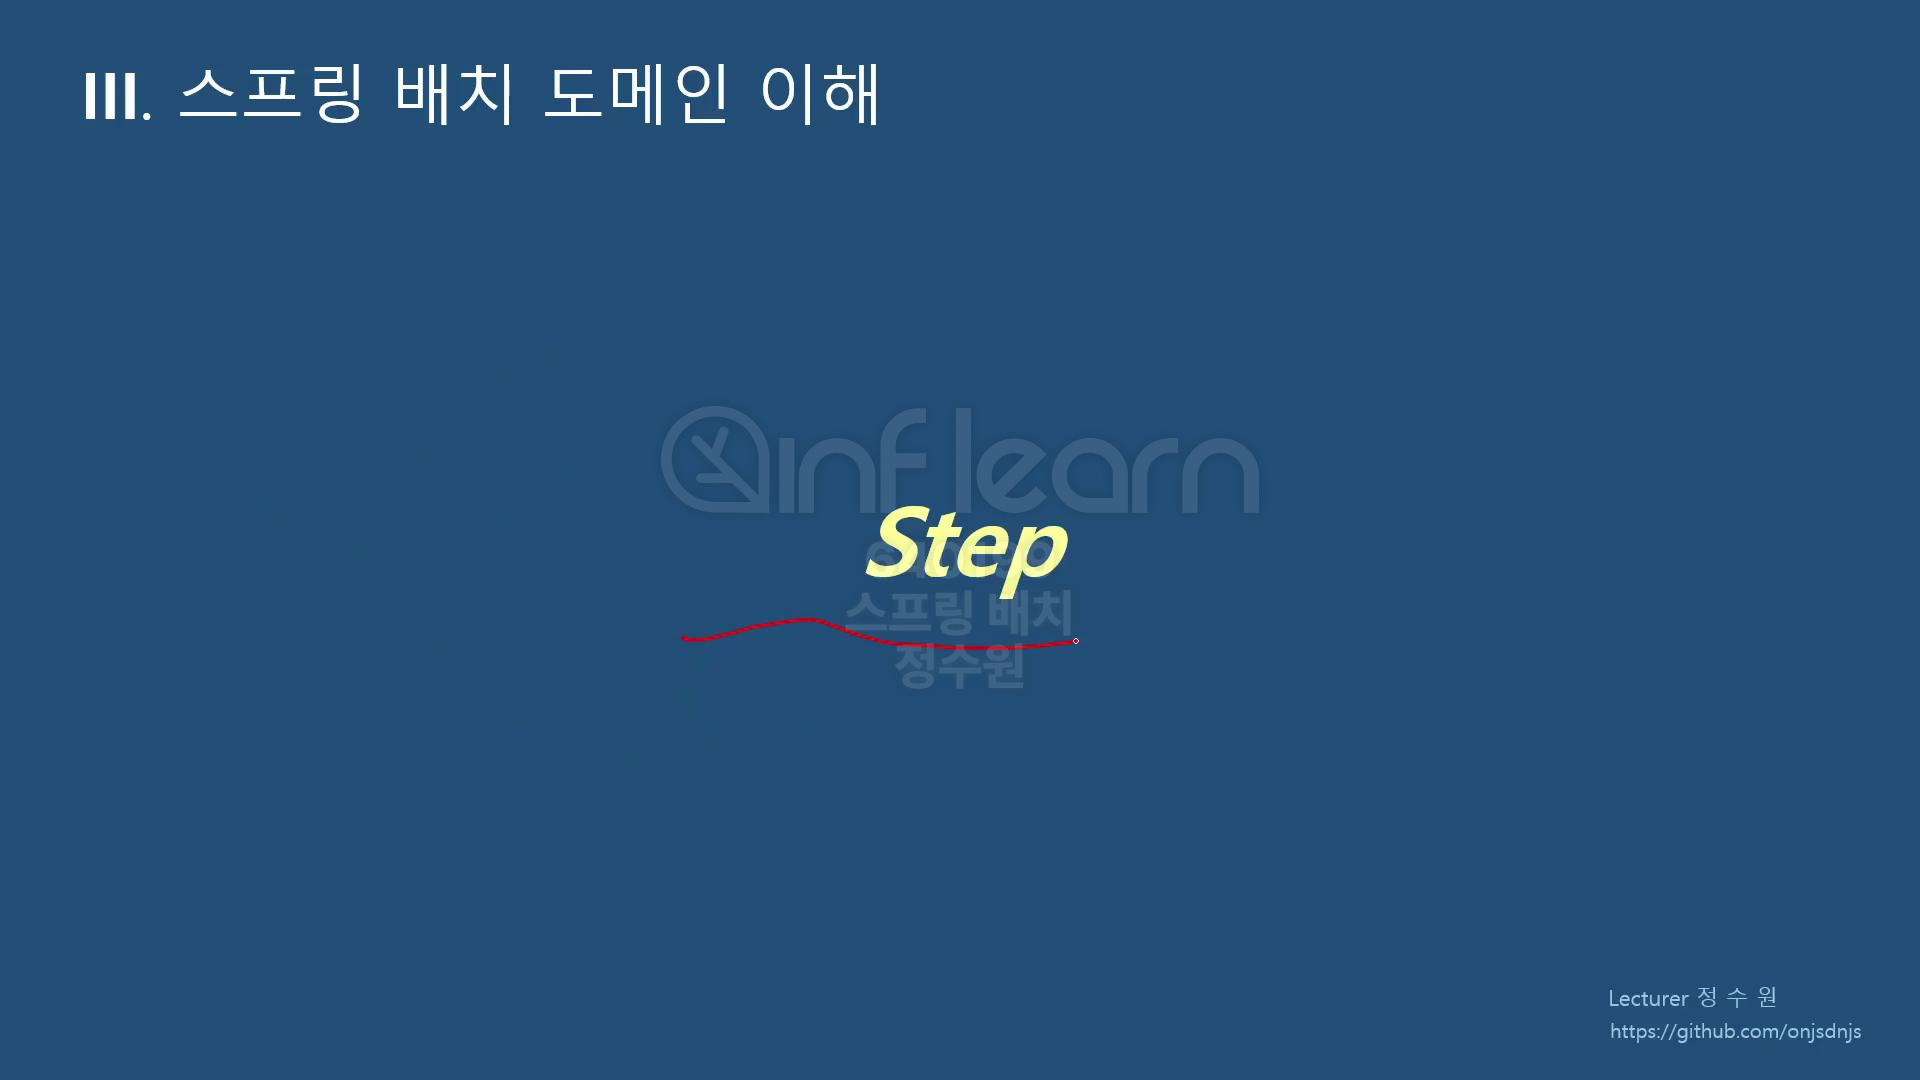 III. 스프링 배치 도메인 이해
inflearn
Step
스프링 배치
정수원
Lecturer 정 수 원
https://github.com/onjsdnjs